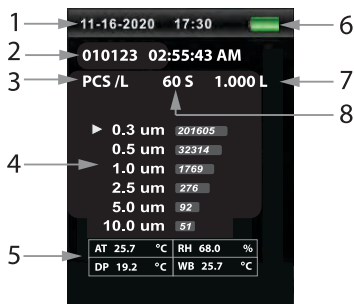 1 11-16-2020 17:30 6
2 010123 02:55:43 AM
3 PCS /L 60 S 1.000 L 7
8
0.3 um 201605
0.5 um 32314
4 1.0 um 1769
2.5 um 276
5.0 um 92
10.0 um 51
5 AT 25.7 °C RH 68.0 %
DP 19.2 °C WB 25.7 °C